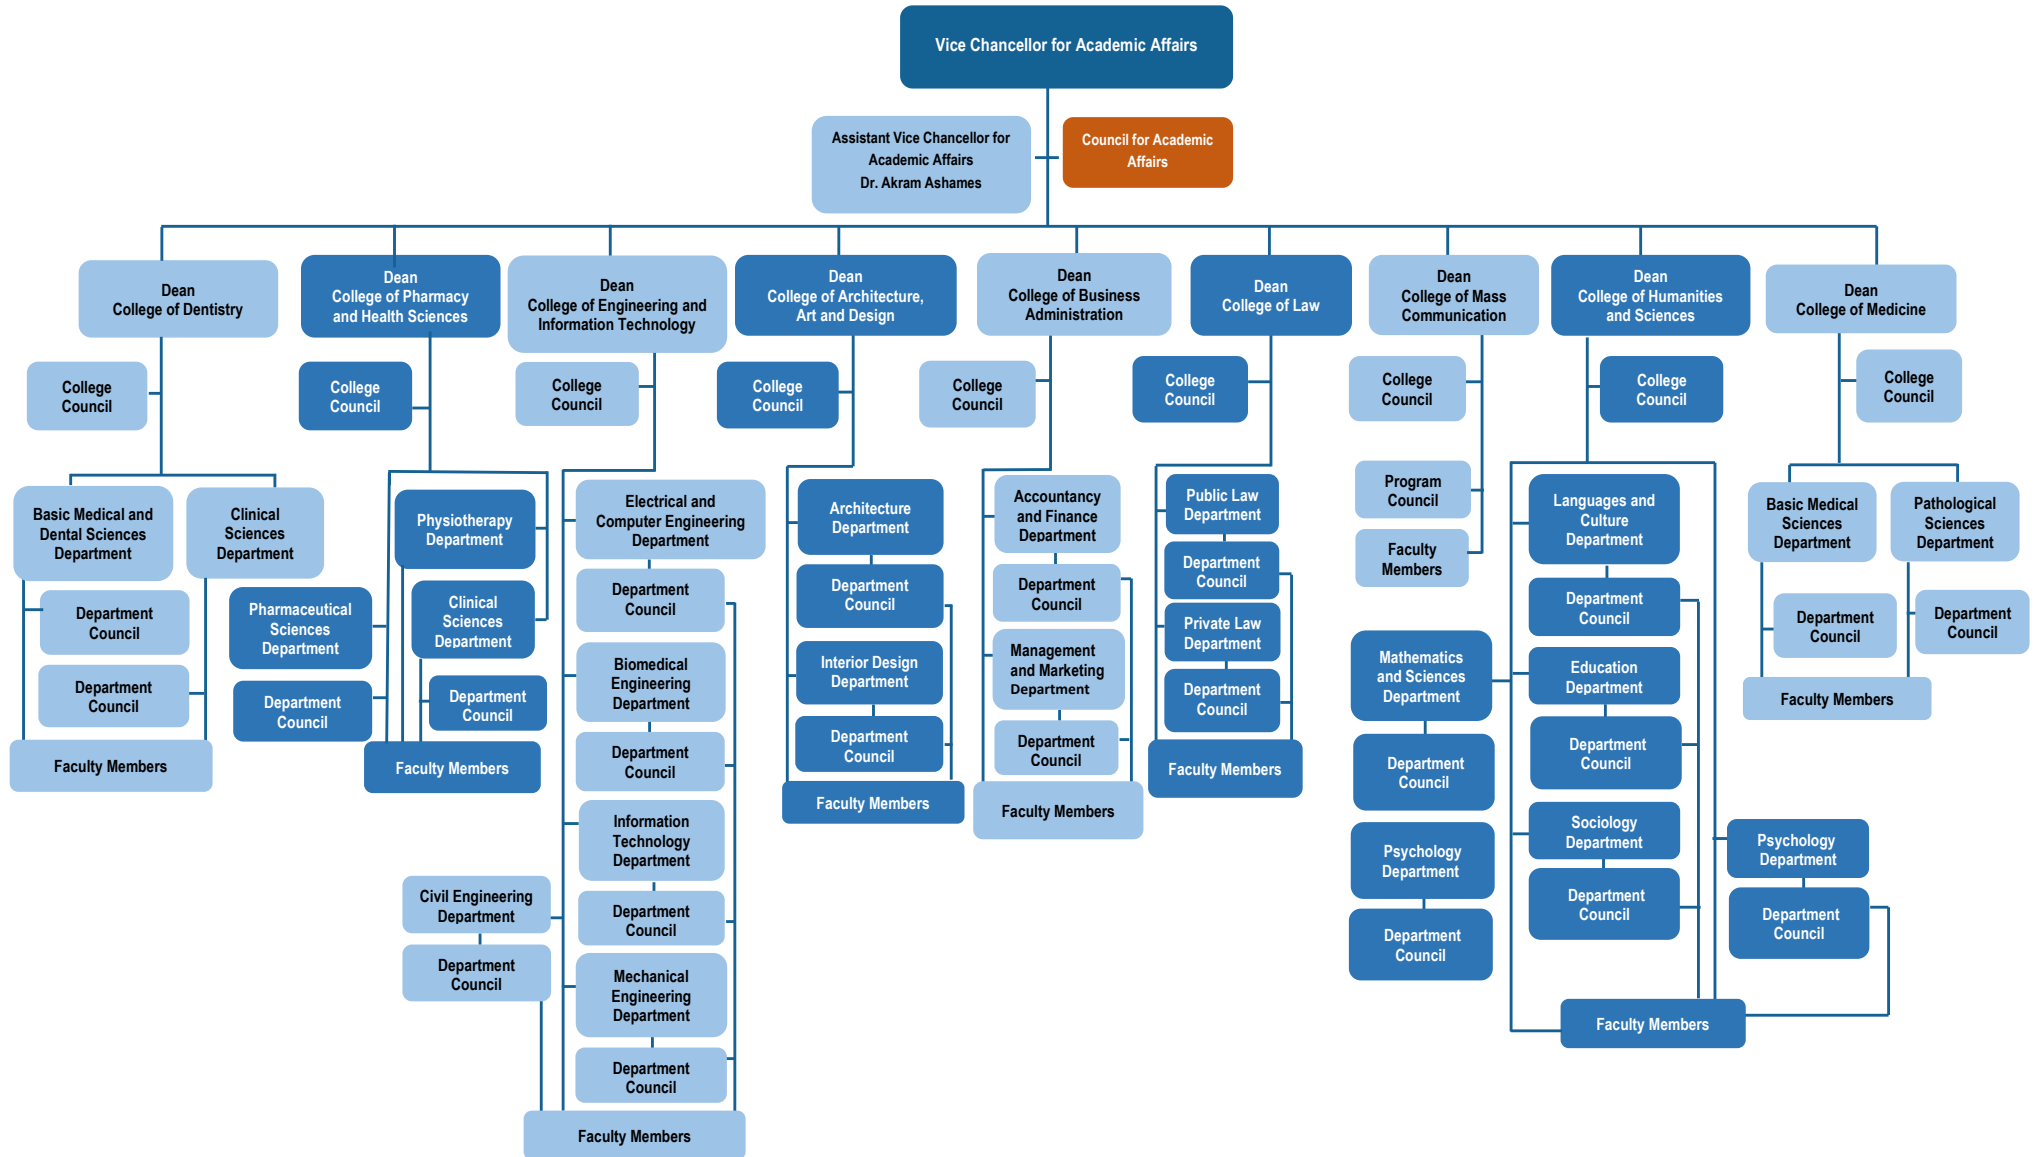 Vice Chancellor for Academic Affairs
Assistant Vice Chancellor for
Academic Affairs
Dr. Akram Ashames
Council for Academic
Affairs
Dean
College of Dentistry
Dean
College of Pharmacy
and Health Sciences
Dean
College of Engineering and
Information Technology
Dean
College of Architecture,
Art and Design
Dean
College of Business
Administration
Dean
College of Law
Dean
College of Mass
Communication
Dean
College of Humanities
and Sciences
Dean
College of Medicine
College
Council
College
Council
College
Council
College
Council
College
Council
College
Council
College
Council
College
Council
College
Council
Basic Medical and
Dental Sciences
Department
Clinical
Sciences
Department
Department
Council
Department
Council
Faculty Members
Physiotherapy
Department
Pharmaceutical
Sciences
Department
Clinical
Sciences
Department
Department
Council
Department
Council
Faculty Members
Electrical and
Computer Engineering
Department
Department
Council
Biomedical
Engineering
Department
Department
Council
Information
Technology
Department
Civil Engineering
Department
Department
Council
Department
Council
Mechanical
Engineering
Department
Department
Council
Faculty Members
Architecture
Department
Department
Council
Interior Design
Department
Department
Council
Faculty Members
Accountancy
and Finance
Department
Department
Council
Management
and Marketing
Department
Department
Council
Faculty Members
Public Law
Department
Department
Council
Private Law
Department
Department
Council
Faculty Members
Program
Council
Faculty
Members
Languages and
Culture
Department
Department
Council
Mathematics
and Sciences
Department
Education
Department
Department
Council
Department
Council
Psychology
Department
Sociology
Department
Psychology
Department
Department
Council
Department
Council
Department
Council
Faculty Members
Basic Medical
Sciences
Department
Pathological
Sciences
Department
Department
Council
Department
Council
Faculty Members